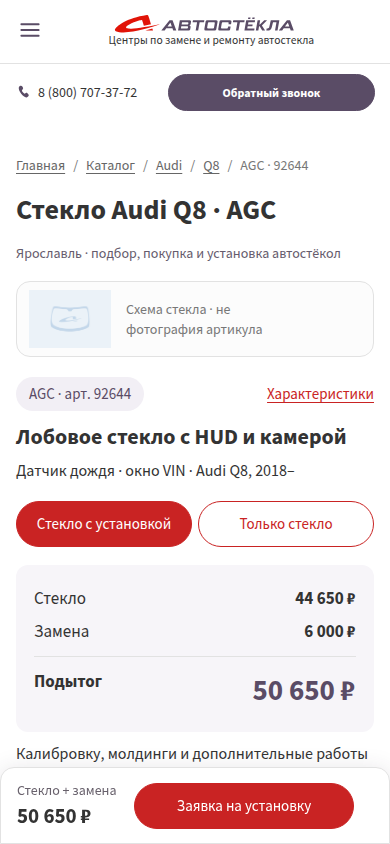 АВТОСТЁКЛА
Центры по замене и ремонту автостекла
8 (800) 707-37-72
Обратный звонок
Главная / Каталог / Audi / Q8 / AGC · 92644
Стекло Audi Q8 · AGC
Ярославль · подбор, покупка и установка автостёкол
Схема стекла · не
фотография артикула
AGC · арт. 92644
Характеристики
Лобовое стекло с HUD и камерой
Датчик дождя · окно VIN · Audi Q8, 2018–
Стекло с установкой
Только стекло
Стекло 44 650 ₽
Замена 6 000 ₽
Подытог 50 650 ₽
Калибровку, молдинги и дополнительные работы
Стекло + замена
50 650 ₽
Заявка на установку